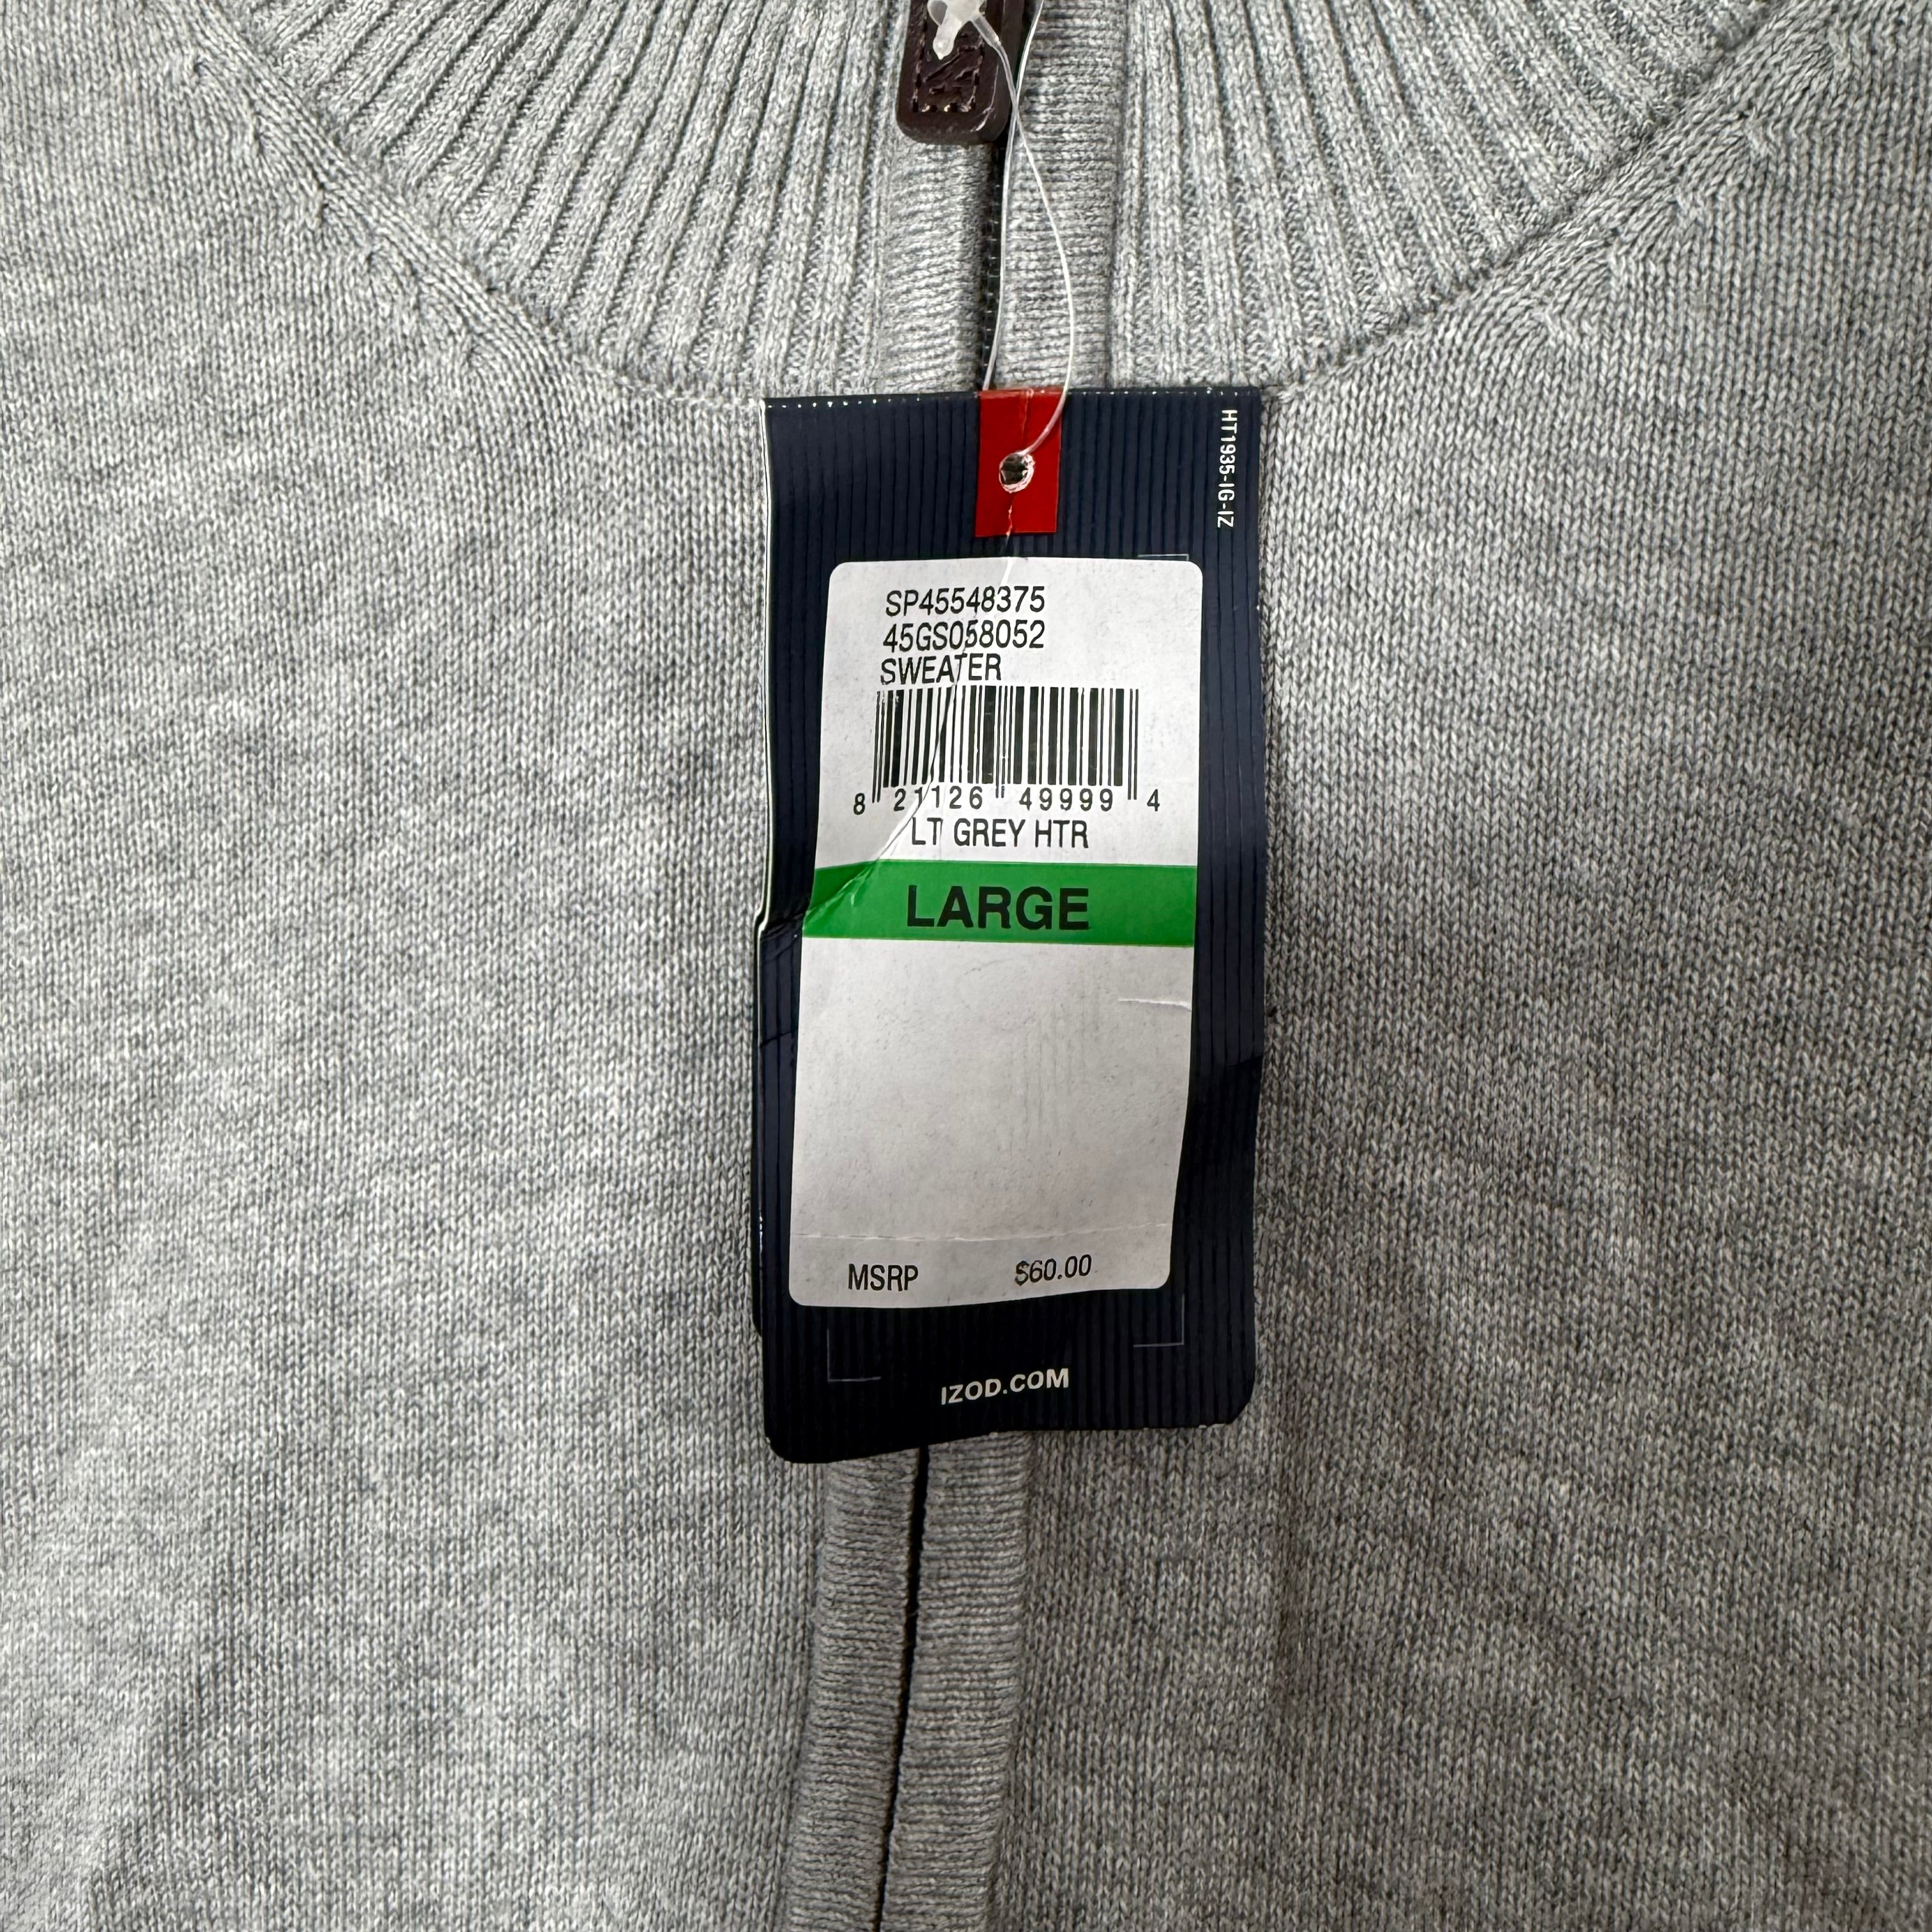 HT1935-IG-IZ
SP45548375
45GS058052
SWEATER
8 21126 49999 4
LT GREY HTR
LARGE
MSRP $60.00
IZOD.COM